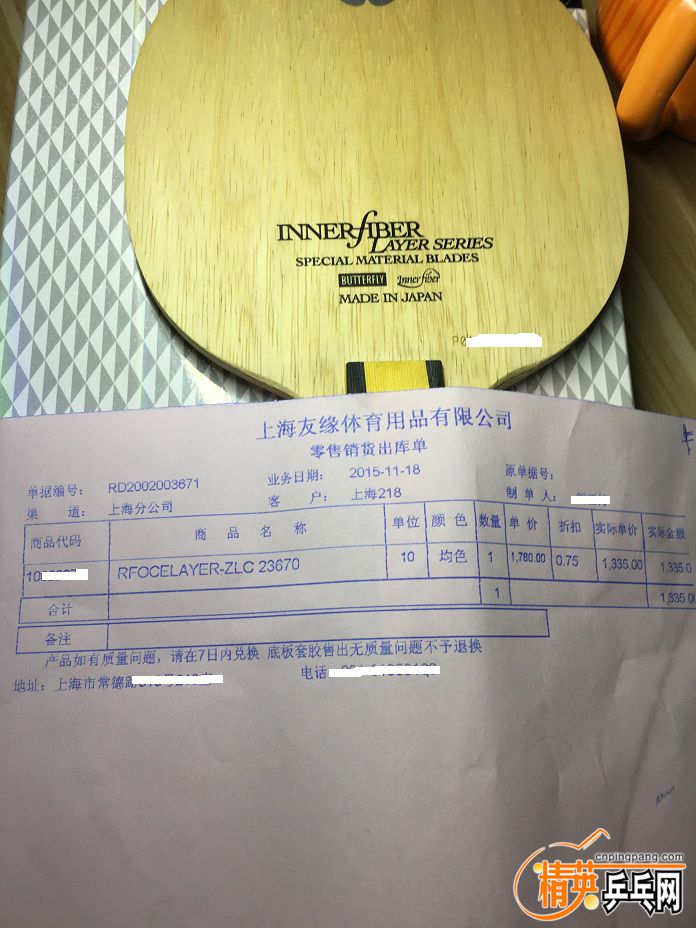 INNERfIBER
LAYER SERIES
SPECIAL MATERIAL BLADES
BUTTERFLY Innerfiber
MADE IN JAPAN
上海友缘体育用品有限公司
零售销货出库单
单据编号: RD2002003671 业务日期: 2015-11-18 原单据号:
渠 道: 上海分公司 客 户: 上海218 制 单 人:
商品代码 商 品 名 称 单位 颜 色 数量 单 价 折扣 实际单价 实际金额
RFOCELAYER-ZLC 23670 10 均色 1 1,780.00 0.75 1,335.00 1,335.0
合计 1 1,335.00
备注
产品如有质量问题，请在7日内兑换 底板套胶售出无质量问题不予退换
地址: 上海市常德路 电话
cnpingpang.com
精英乒乓网